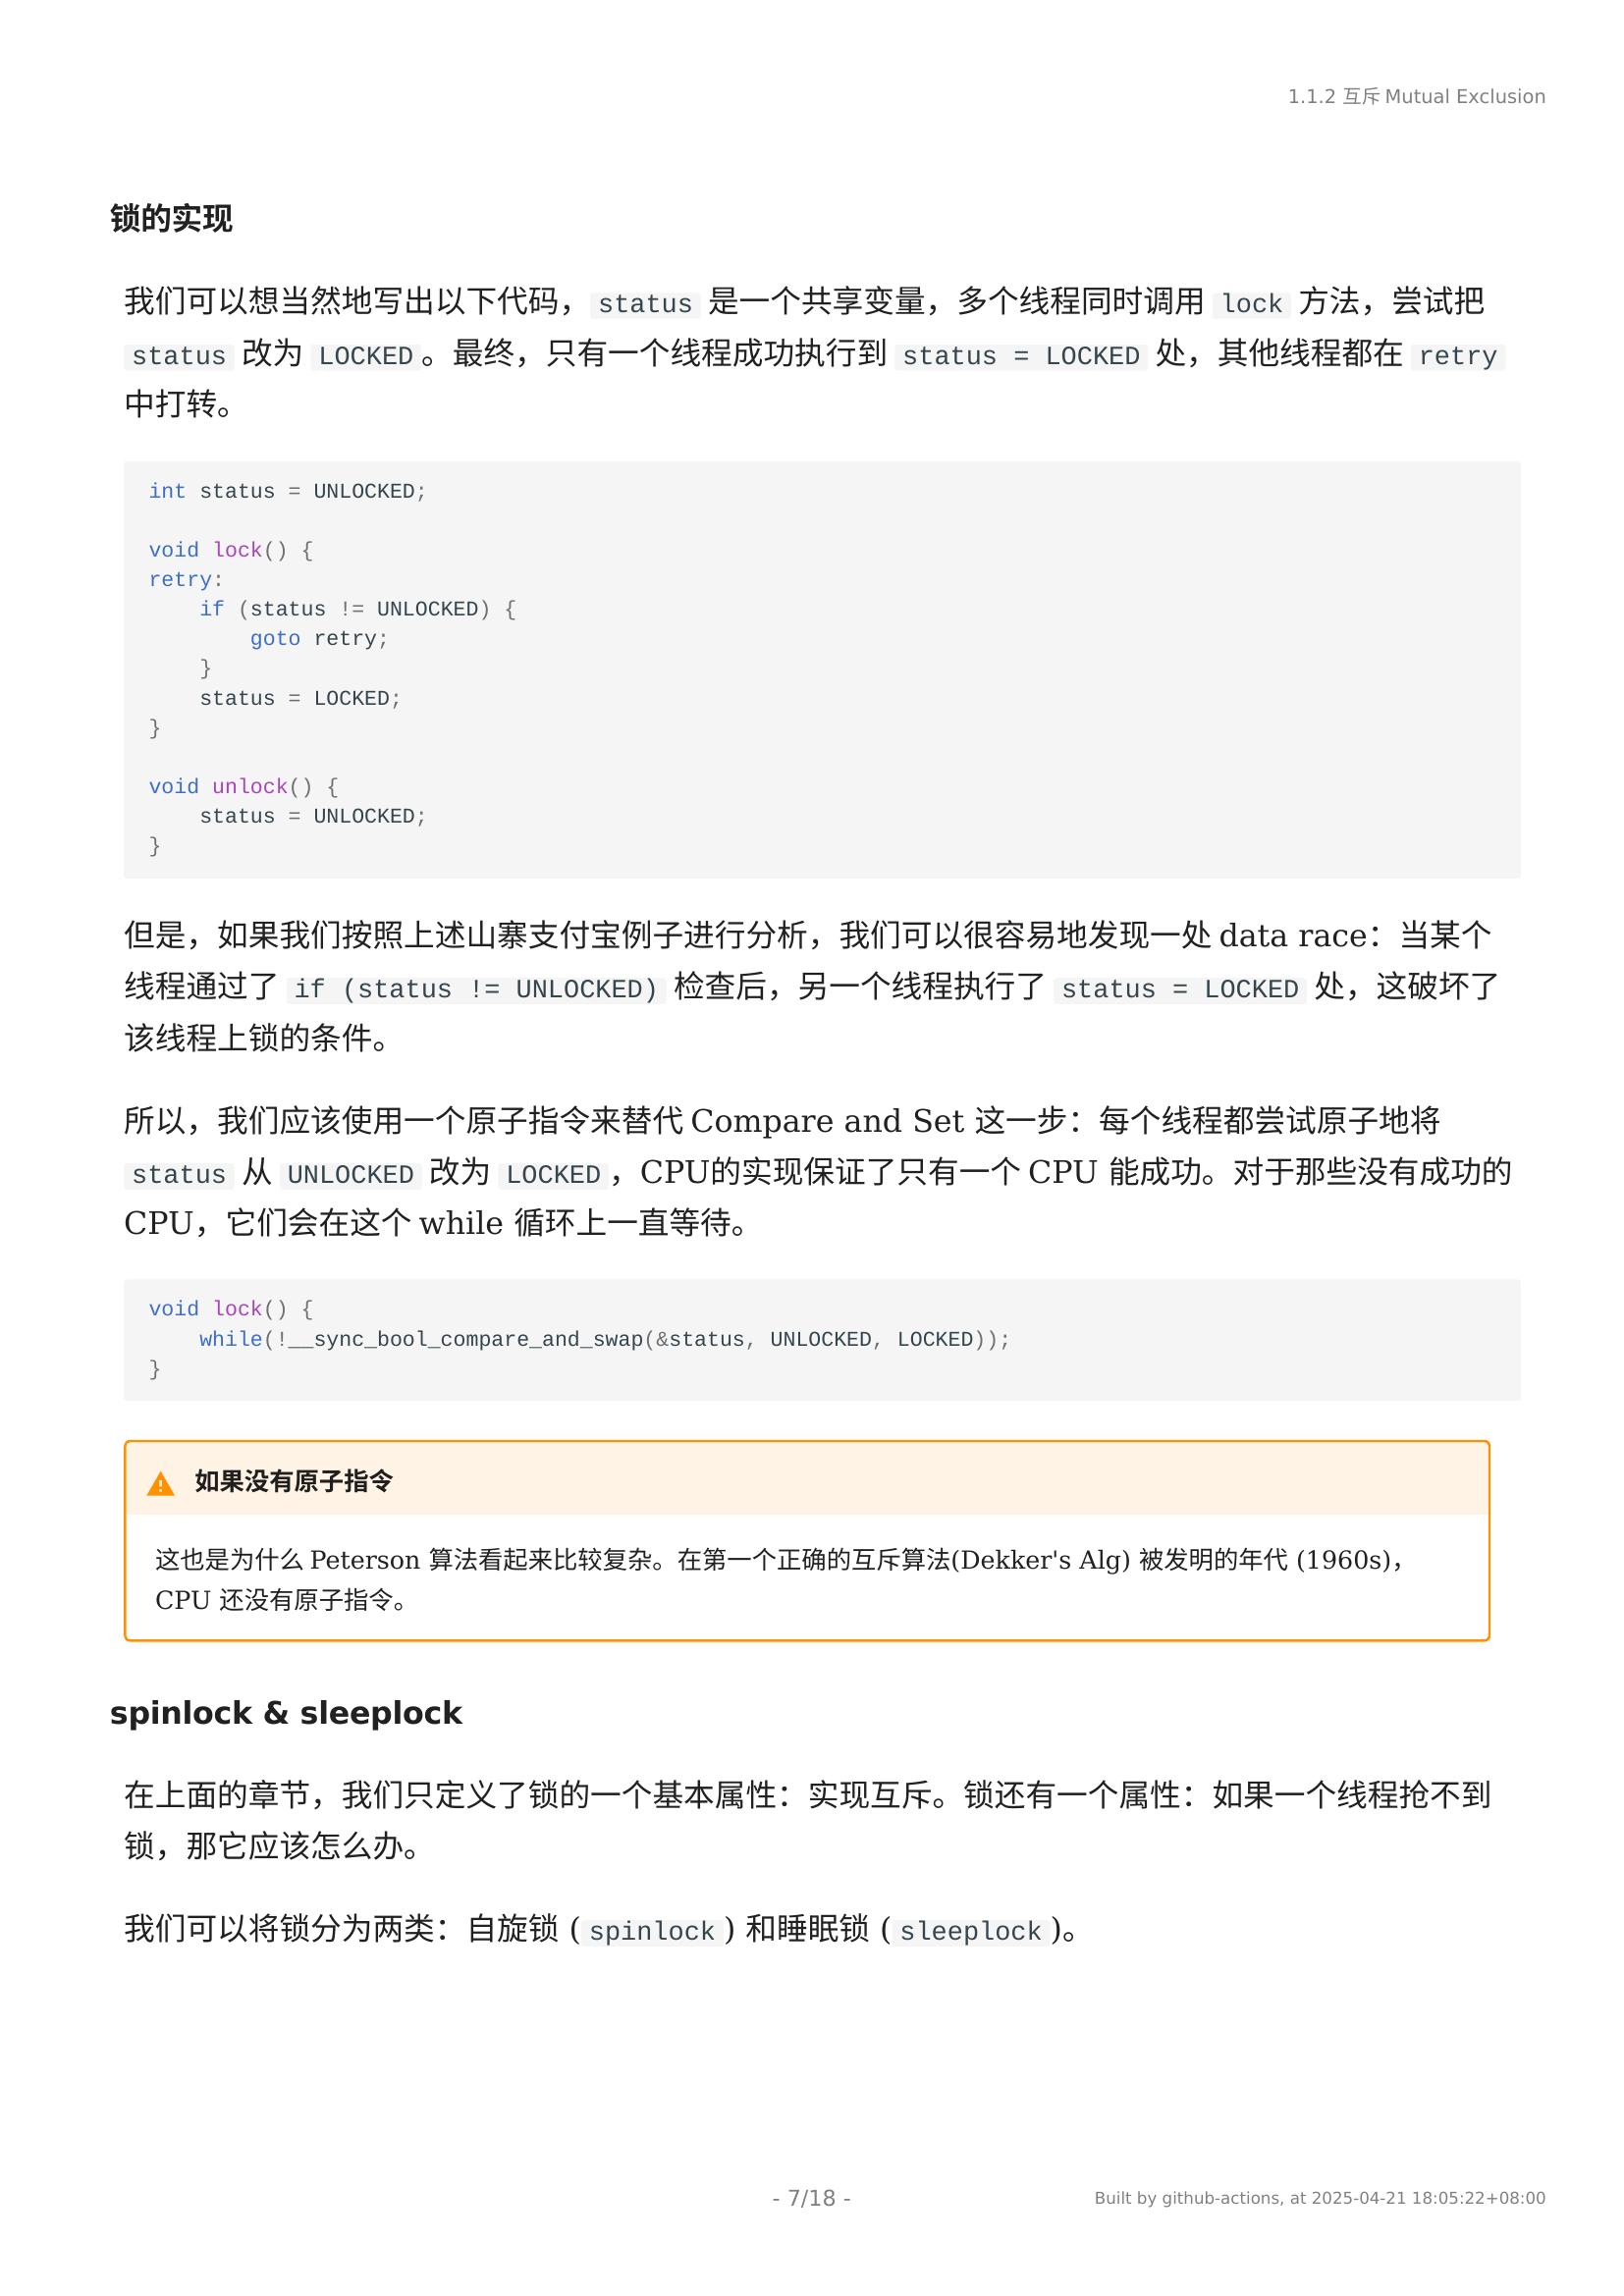 1.1.2 互斥 Mutual Exclusion
锁的实现
我们可以想当然地写出以下代码，status 是一个共享变量，多个线程同时调用 lock 方法，尝试把
status 改为 LOCKED。最终，只有一个线程成功执行到 status = LOCKED 处，其他线程都在 retry
中打转。
int status = UNLOCKED;
void lock() {
retry:
    if (status != UNLOCKED) {
        goto retry;
    }
    status = LOCKED;
}
void unlock() {
    status = UNLOCKED;
}
但是，如果我们按照上述山寨支付宝例子进行分析，我们可以很容易地发现一处 data race：当某个
线程通过了 if (status != UNLOCKED) 检查后，另一个线程执行了 status = LOCKED 处，这破坏了
该线程上锁的条件。
所以，我们应该使用一个原子指令来替代 Compare and Set 这一步：每个线程都尝试原子地将
status 从 UNLOCKED 改为 LOCKED，CPU的实现保证了只有一个 CPU 能成功。对于那些没有成功的
CPU，它们会在这个 while 循环上一直等待。
void lock() {
    while(!__sync_bool_compare_and_swap(&status, UNLOCKED, LOCKED));
}
如果没有原子指令
这也是为什么 Peterson 算法看起来比较复杂。在第一个正确的互斥算法(Dekker's Alg) 被发明的年代 (1960s)，
CPU 还没有原子指令。
spinlock & sleeplock
在上面的章节，我们只定义了锁的一个基本属性：实现互斥。锁还有一个属性：如果一个线程抢不到
锁，那它应该怎么办。
我们可以将锁分为两类：自旋锁 (spinlock) 和睡眠锁 (sleeplock)。
- 7/18 -
Built by github-actions, at 2025-04-21 18:05:22+08:00